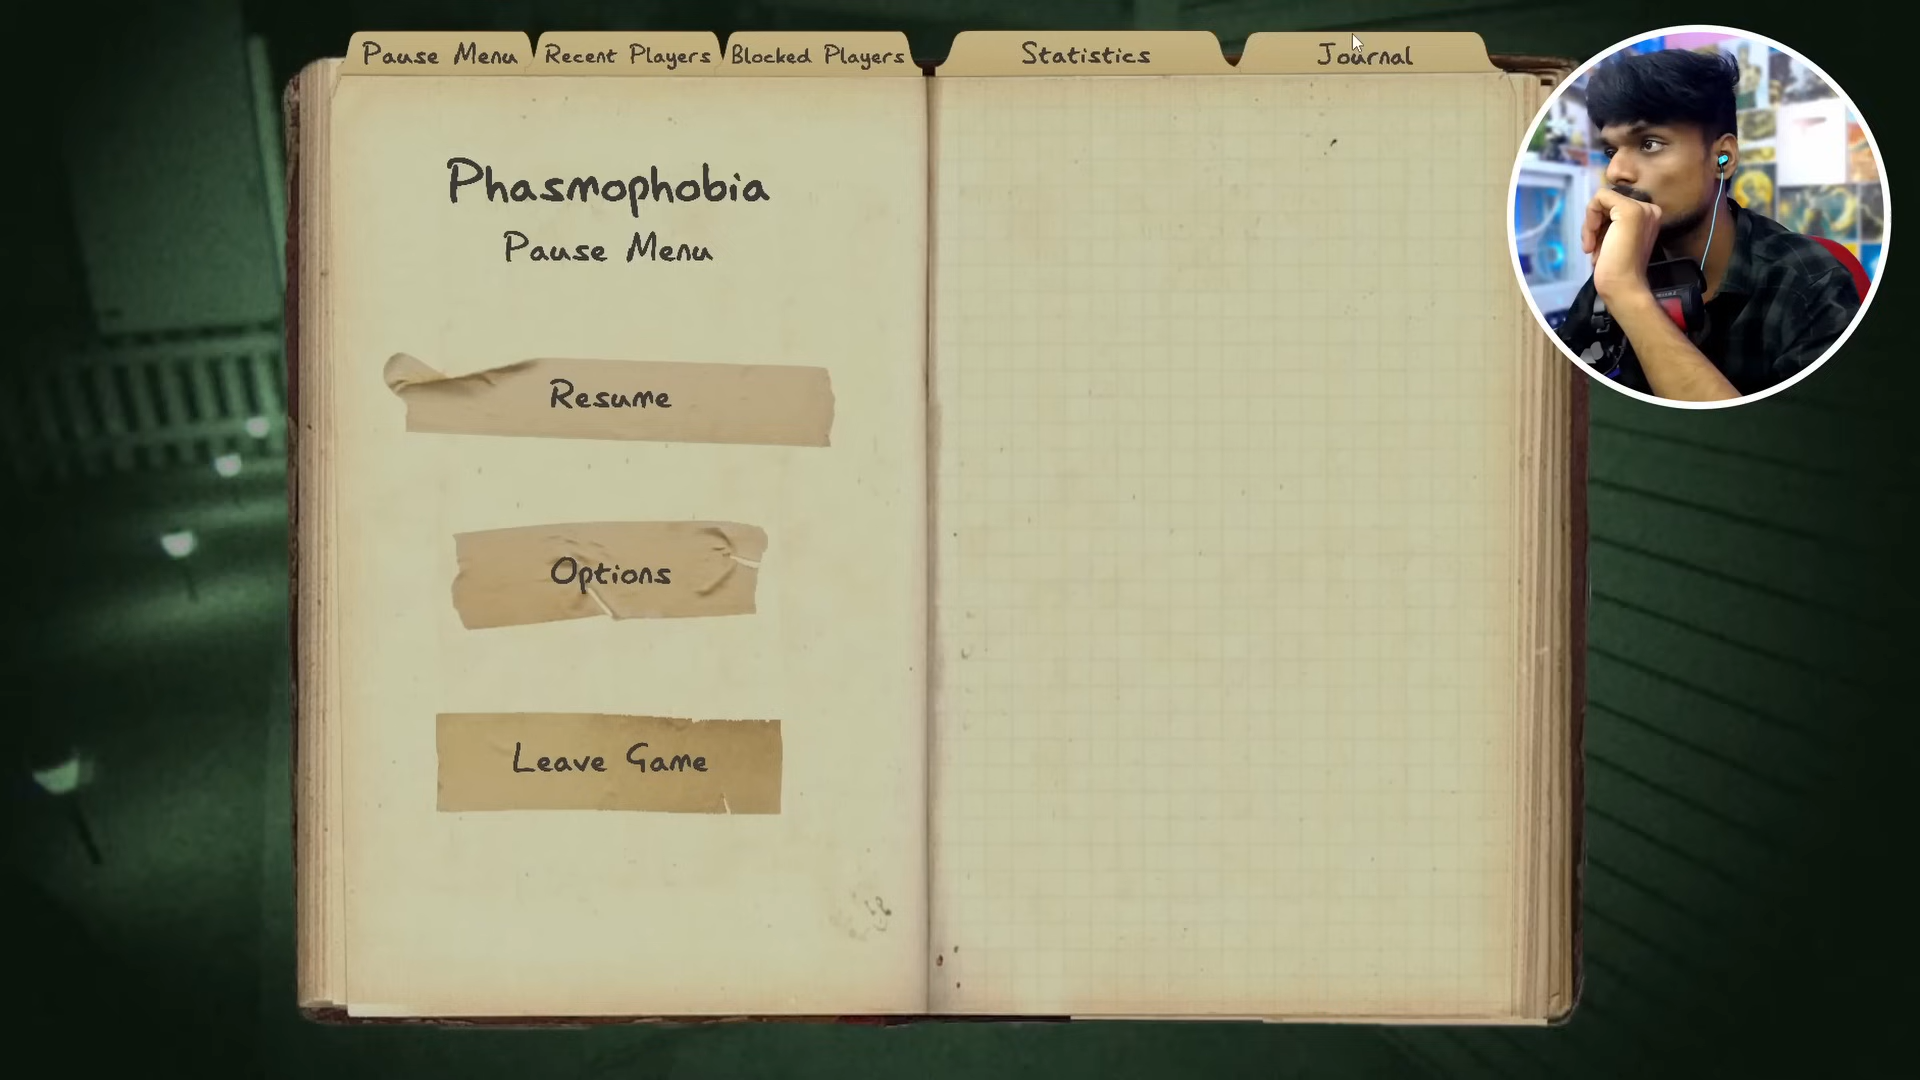 Pause Menu
Recent Players
Blocked Players
Statistics
Journal
Phasmophobia
Pause Menu
Resume
Options
Leave Game